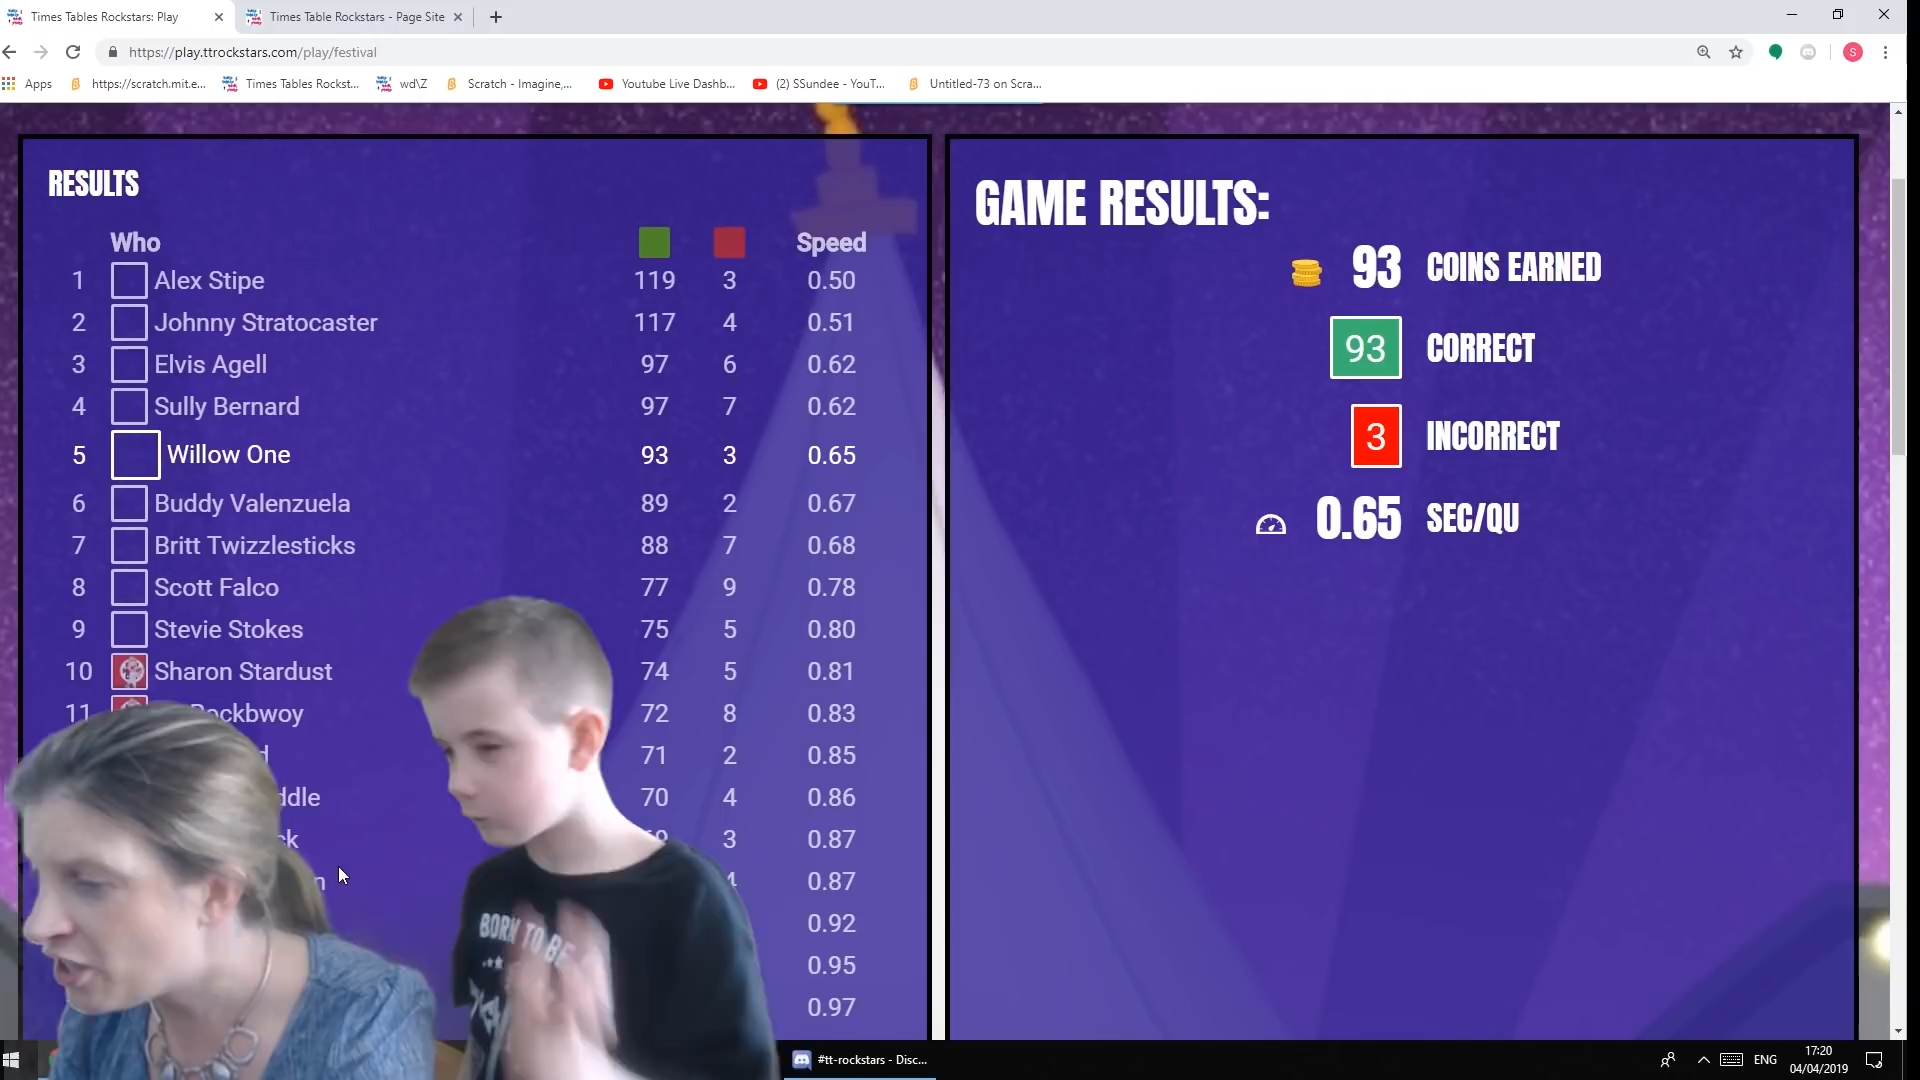 Times Tables Rockstars: Play
Times Table Rockstars - Page Site
https://play.ttrockstars.com/play/festival
S
Apps
https://scratch.mit.e...
Times Tables Rockst...
wd\Z
Scratch - Imagine,...
Youtube Live Dashb...
(2) SSundee - YouT...
Untitled-73 on Scra...
RESULTS
Who Speed
1 Alex Stipe 119 3 0.50
2 Johnny Stratocaster 117 4 0.51
3 Elvis Agell 97 6 0.62
4 Sully Bernard 97 7 0.62
5 Willow One 93 3 0.65
6 Buddy Valenzuela 89 2 0.67
7 Britt Twizzlesticks 88 7 0.68
8 Scott Falco 77 9 0.78
9 Stevie Stokes 75 5 0.80
10 Sharon Stardust 74 5 0.81
11 72 8 0.83
71 2 0.85
70 4 0.86
3 0.87
4 0.87
0.92
0.95
0.97
GAME RESULTS:
93 COINS EARNED
93 CORRECT
3 INCORRECT
0.65 SEC/QU
BORN TO BE
#tt-rockstars - Disc...
ENG
17:20
04/04/2019